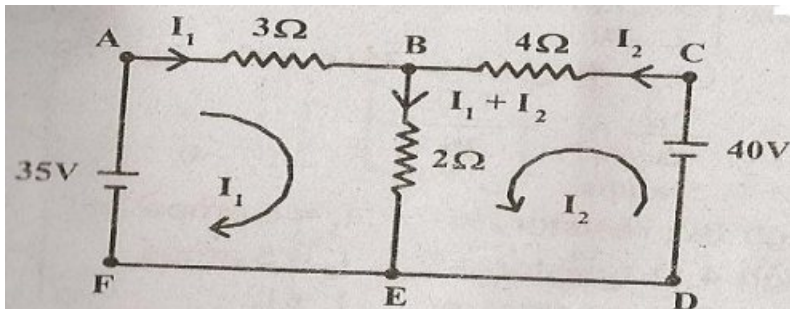 A I₁ 3Ω B 4Ω I₂ C
I₁ + I₂
35V I₁ 2Ω I₂ 40V
F E D